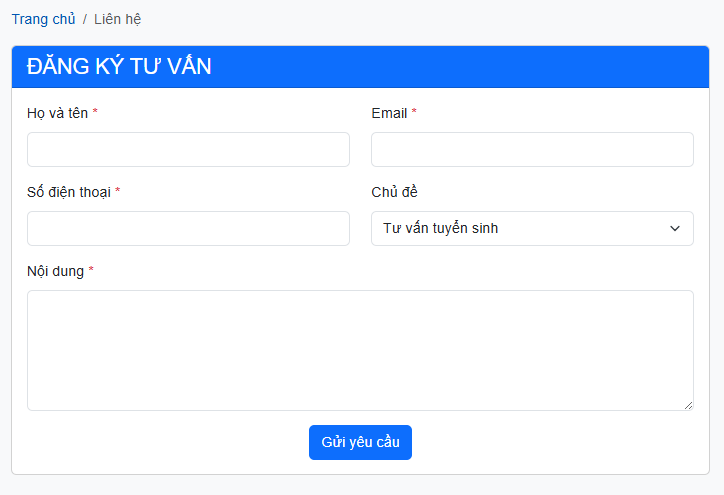 Trang chủ / Liên hệ
ĐĂNG KÝ TƯ VẤN
Họ và tên *
Email *
Số điện thoại *
Chủ đề
Tư vấn tuyển sinh
Nội dung *
Gửi yêu cầu